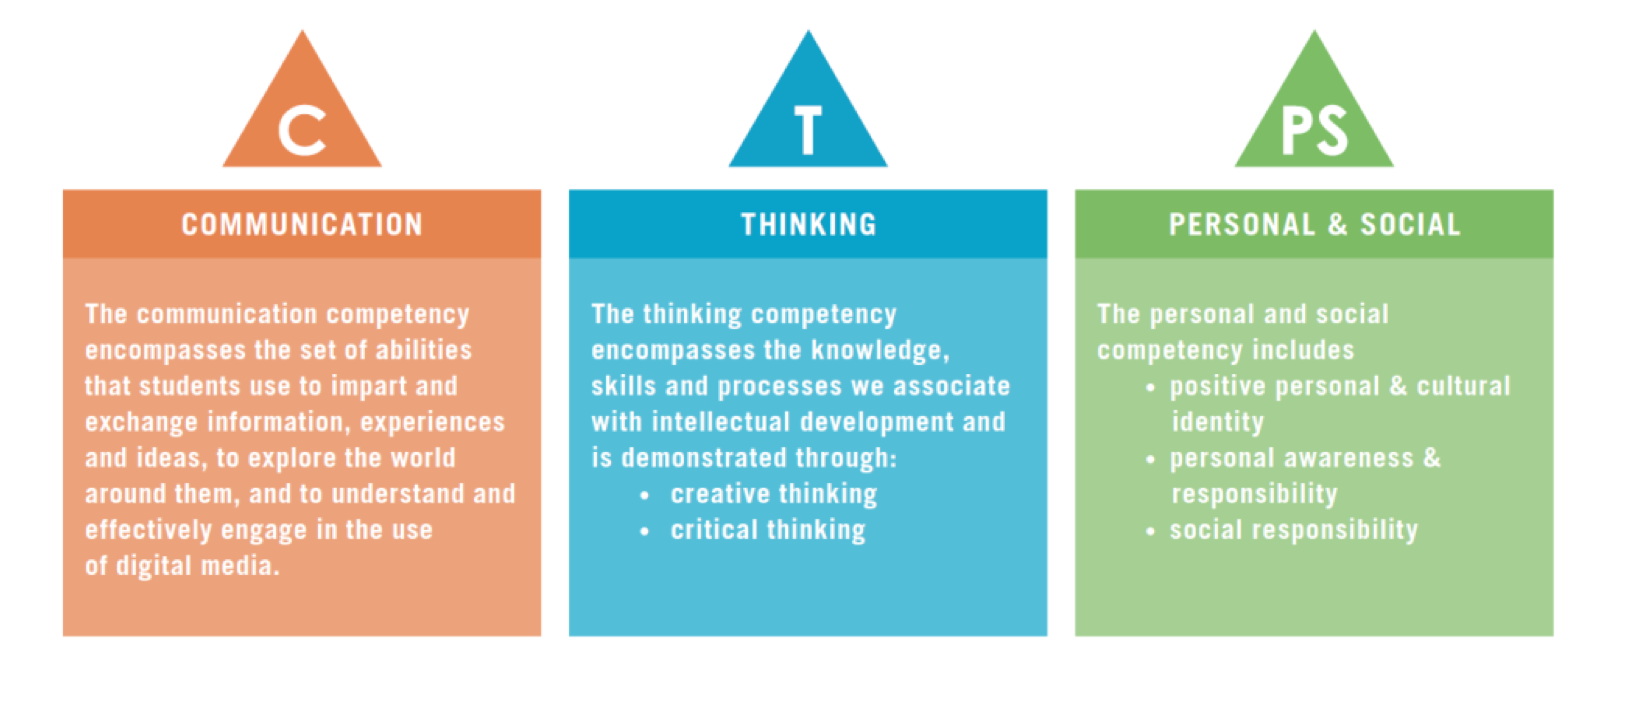 C
COMMUNICATION
The communication competency
encompasses the set of abilities
that students use to impart and
exchange information, experiences
and ideas, to explore the world
around them, and to understand and
effectively engage in the use
of digital media.
T
THINKING
The thinking competency
encompasses the knowledge,
skills and processes we associate
with intellectual development and
is demonstrated through:
• creative thinking
• critical thinking
PS
PERSONAL & SOCIAL
The personal and social
competency includes
• positive personal & cultural
identity
• personal awareness &
responsibility
• social responsibility